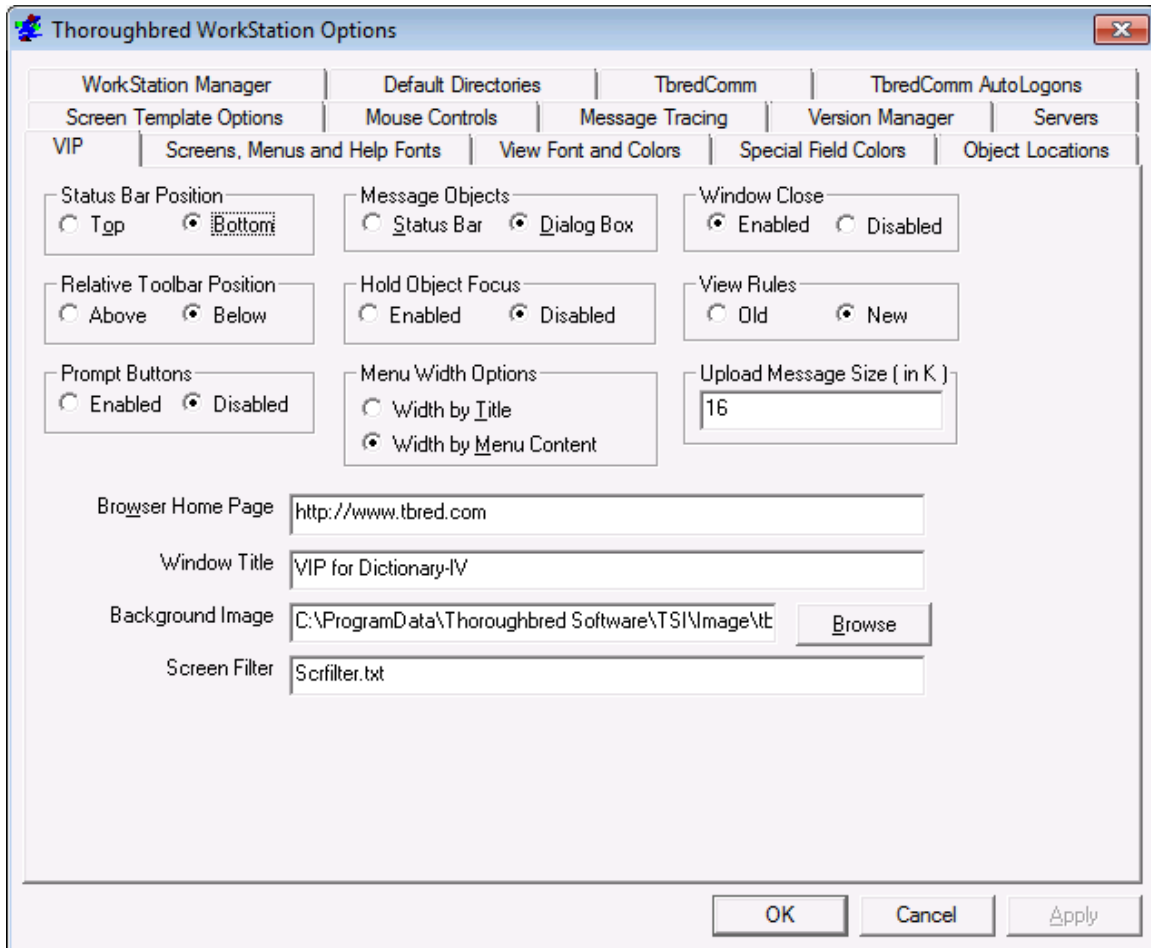 Thoroughbred WorkStation Options
WorkStation Manager Default Directories TbredComm TbredComm AutoLogons
Screen Template Options Mouse Controls Message Tracing Version Manager Servers
VIP Screens, Menus and Help Fonts View Font and Colors Special Field Colors Object Locations
Status Bar Position Message Objects Window Close
Top Bottom Status Bar Dialog Box Enabled Disabled
Relative Toolbar Position Hold Object Focus View Rules
Above Below Enabled Disabled Old New
Prompt Buttons Menu Width Options Upload Message Size ( in K )
Enabled Disabled Width by Title 16
Width by Menu Content
Browser Home Page http://www.tbred.com
Window Title VIP for Dictionary-IV
Background Image C:\ProgramData\Thoroughbred Software\TSI\Image\tb Browse
Screen Filter Scrfilter.txt
OK Cancel Apply